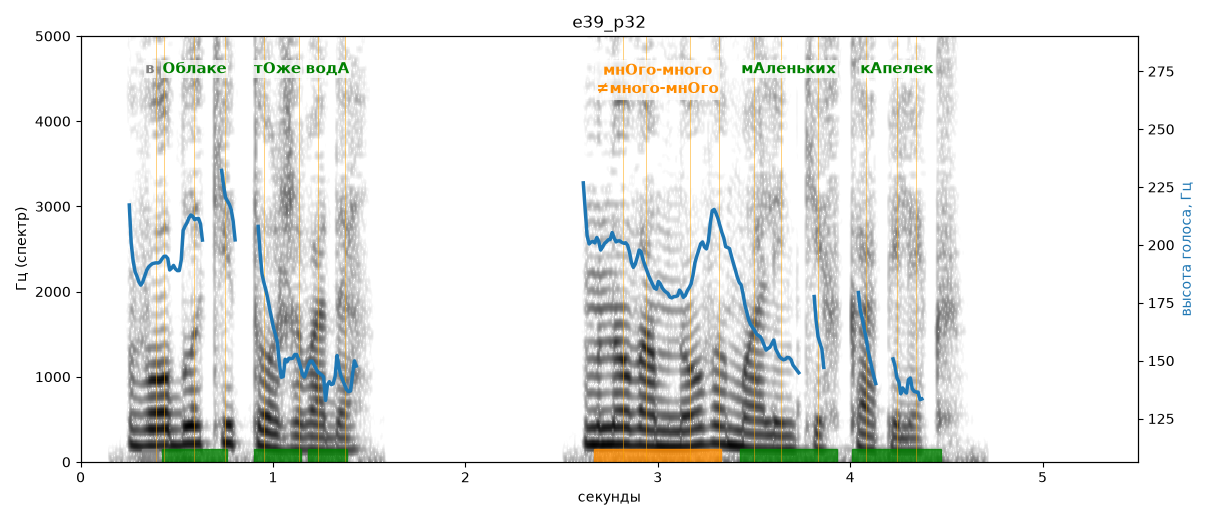 e39_p32
в Облаке тОже водА мнОго-много мАленьких кАпелек
≠много-мнОго
Гц (спектр)
5000
4000
3000
2000
1000
0
275
250
225
200
175
150
125
высота голоса, Гц
0 1 2 3 4 5
секунды